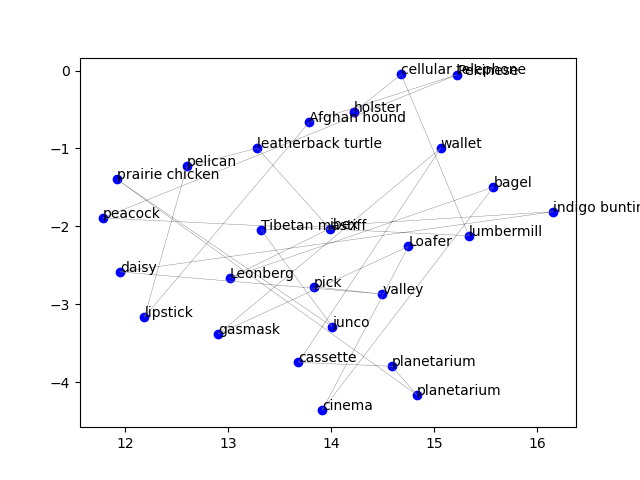 0
cellular telephone
Pekinese
holster
Afghan hound
−1
leatherback turtle
wallet
pelican
prairie chicken
bagel
peacock
indigo buntin
−2
Tibetan mastiff
lumbermill
Loafer
daisy
Leonberg
pick
valley
−3
lipstick
junco
gasmask
cassette
planetarium
−4
planetarium
cinema
12
13
14
15
16